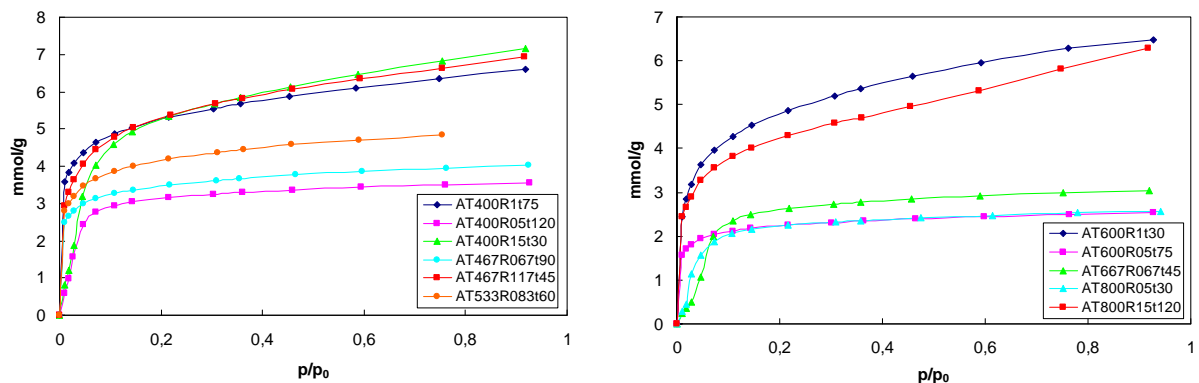 8
7
6
5
4
3
2
1
0
mmol/g
0
0,2
0,4
0,6
0,8
1
p/p0
AT400R1t75
AT400R05t120
AT400R15t30
AT467R067t90
AT467R117t45
AT533R083t60
7
6
5
4
3
2
1
0
mmol/g
0
0,2
0,4
0,6
0,8
1
p/p0
AT600R1t30
AT600R05t75
AT667R067t45
AT800R05t30
AT800R15t120